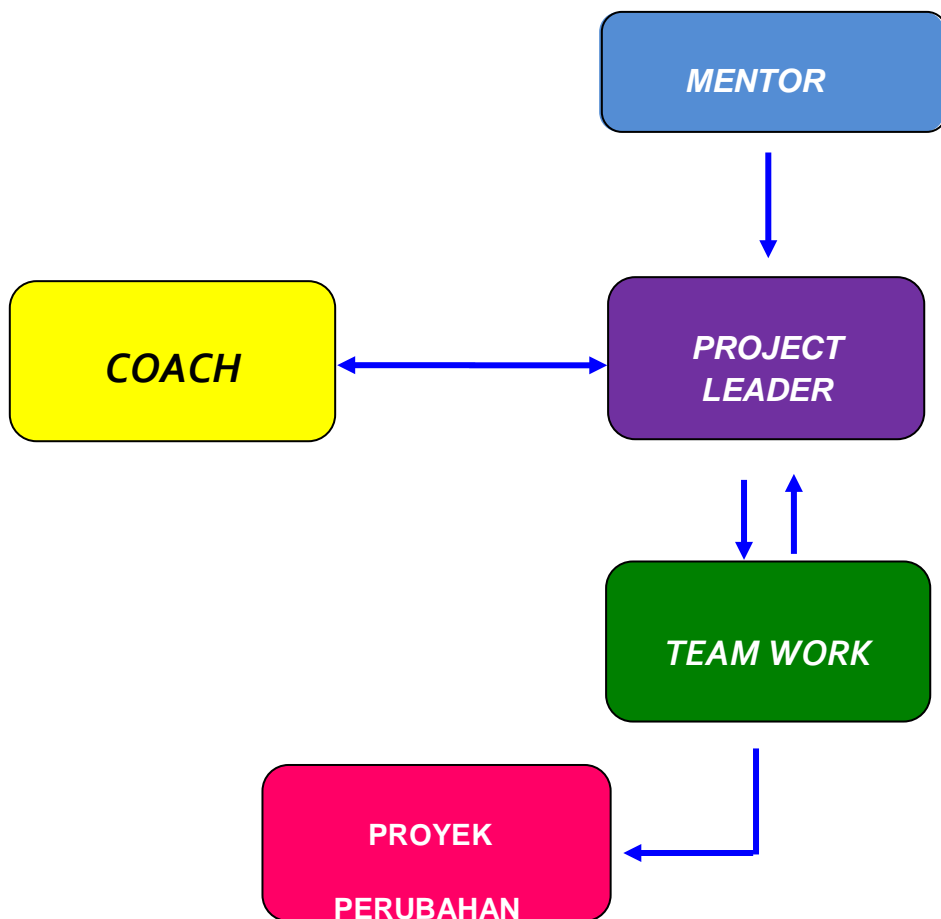 MENTOR
COACH
PROJECT
LEADER
TEAM WORK
PROYEK
PERUBAHAN